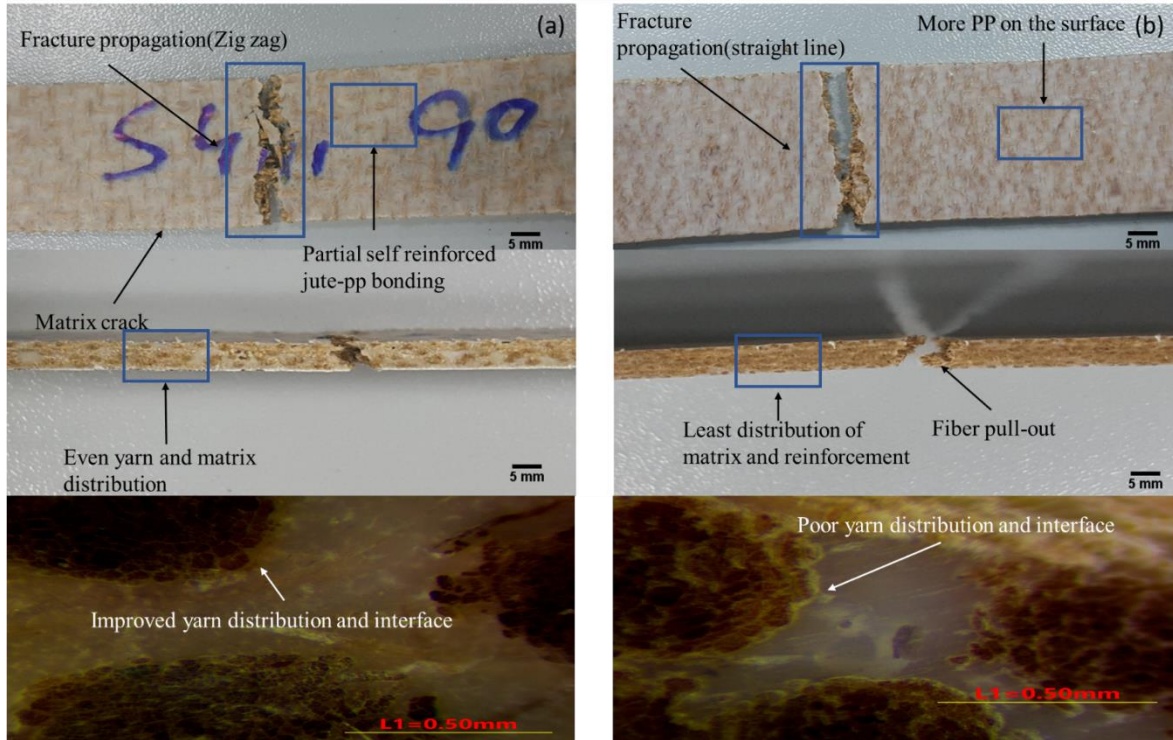 (a)
Fracture propagation(Zig zag)
90
Partial self reinforced
jute-pp bonding
5 mm
Matrix crack
Even yarn and matrix
distribution
5 mm
Improved yarn distribution and interface
L1=0.50mm
(b)
Fracture
propagation(straight line)
More PP on the surface
5 mm
Least distribution of
matrix and reinforcement
Fiber pull-out
5 mm
Poor yarn distribution and interface
L1=0.50mm